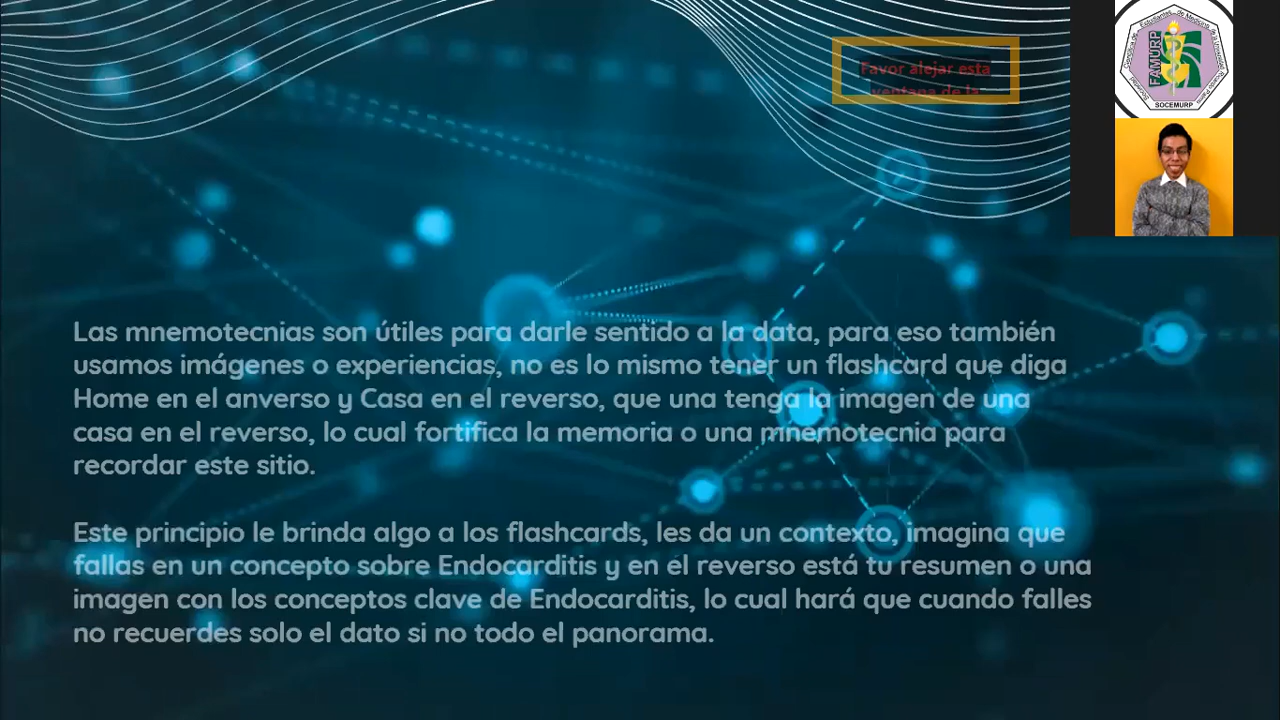 Favor alejar esta
ventana de la
FAMURP
SOCEMURP
Las mnemotecnias son útiles para darle sentido a la data, para eso también
usamos imágenes o experiencias, no es lo mismo tener un flashcard que diga
Home en el anverso y Casa en el reverso, que una tenga la imagen de una
casa en el reverso, lo cual fortifica la memoria o una mnemotecnia para
recordar este sitio.
Este principio le brinda algo a los flashcards, les da un contexto, imagina que
fallas en un concepto sobre Endocarditis y en el reverso está tu resumen o una
imagen con los conceptos clave de Endocarditis, lo cual hará que cuando falles
no recuerdes solo el dato si no todo el panorama.